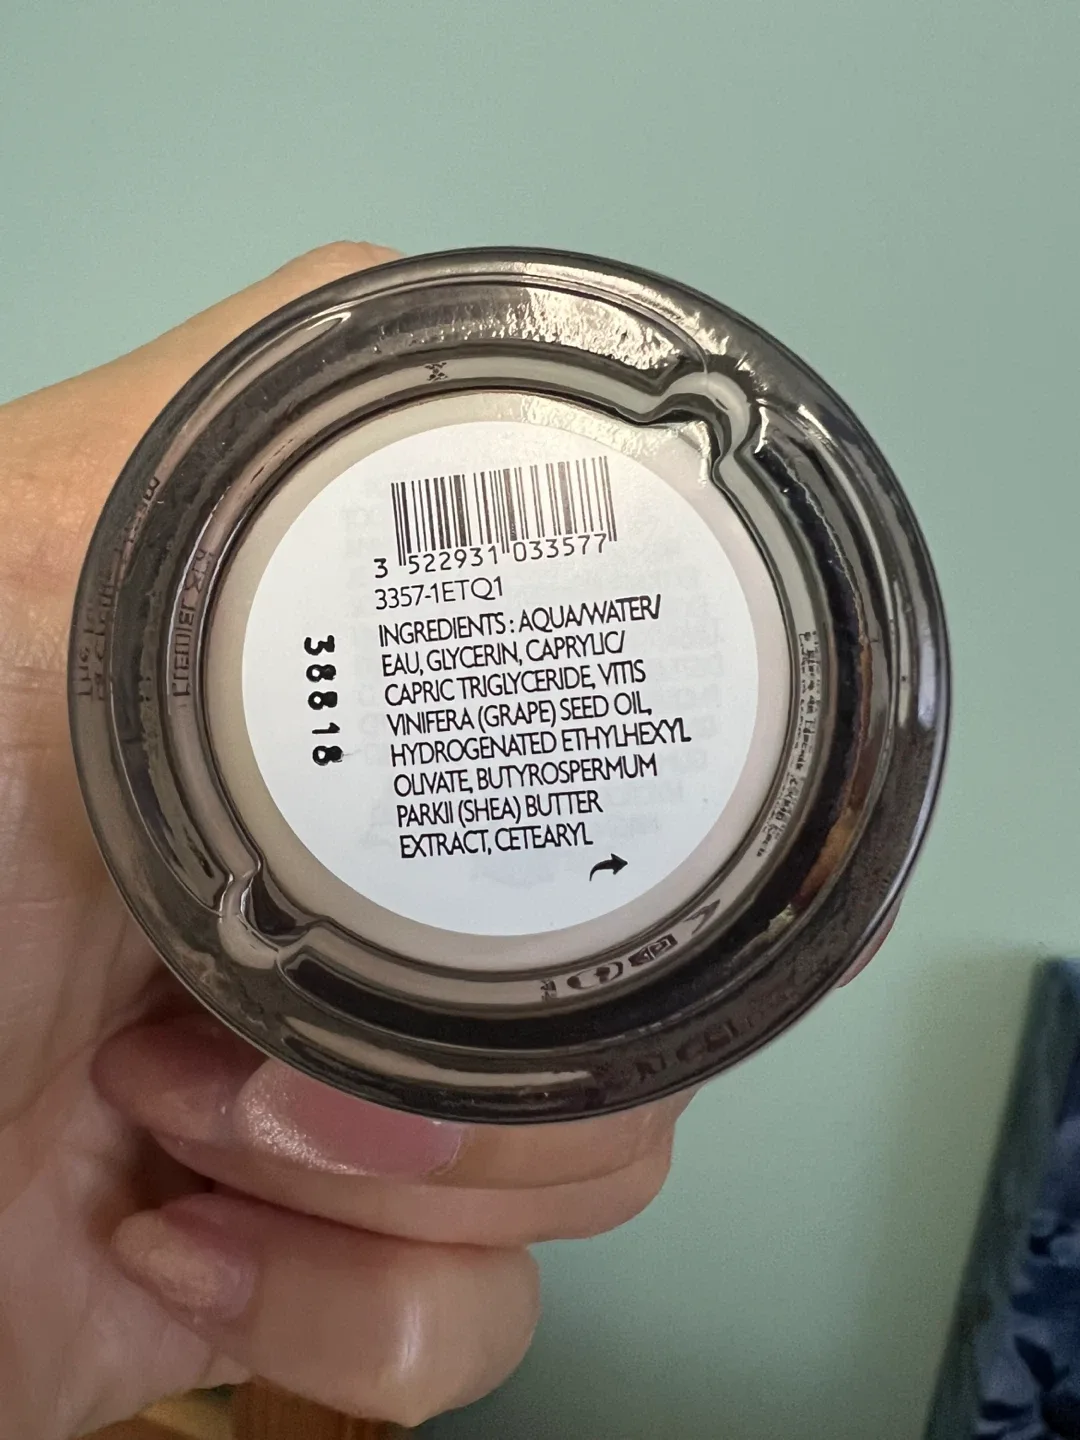 3 522931 033577
3357-1ETQ1
INGREDIENTS : AQUA/WATER/
EAU, GLYCERIN, CAPRYLIC/
CAPRIC TRIGLYCERIDE, VITIS
VINIFERA (GRAPE) SEED OIL,
HYDROGENATED ETHYLHEXYL
OLIVATE, BUTYROSPERMUM
PARKII (SHEA) BUTTER
EXTRACT, CETEARYL
38818